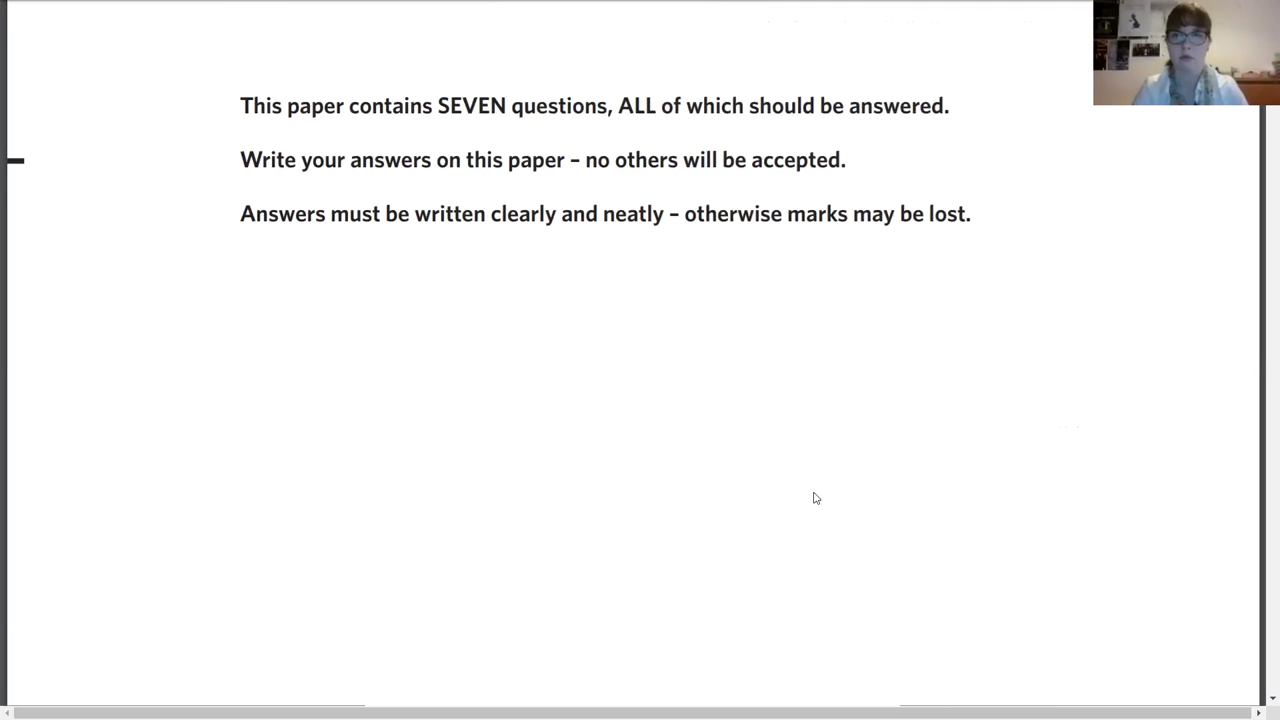 This paper contains SEVEN questions, ALL of which should be answered.
Write your answers on this paper – no others will be accepted.
Answers must be written clearly and neatly – otherwise marks may be lost.